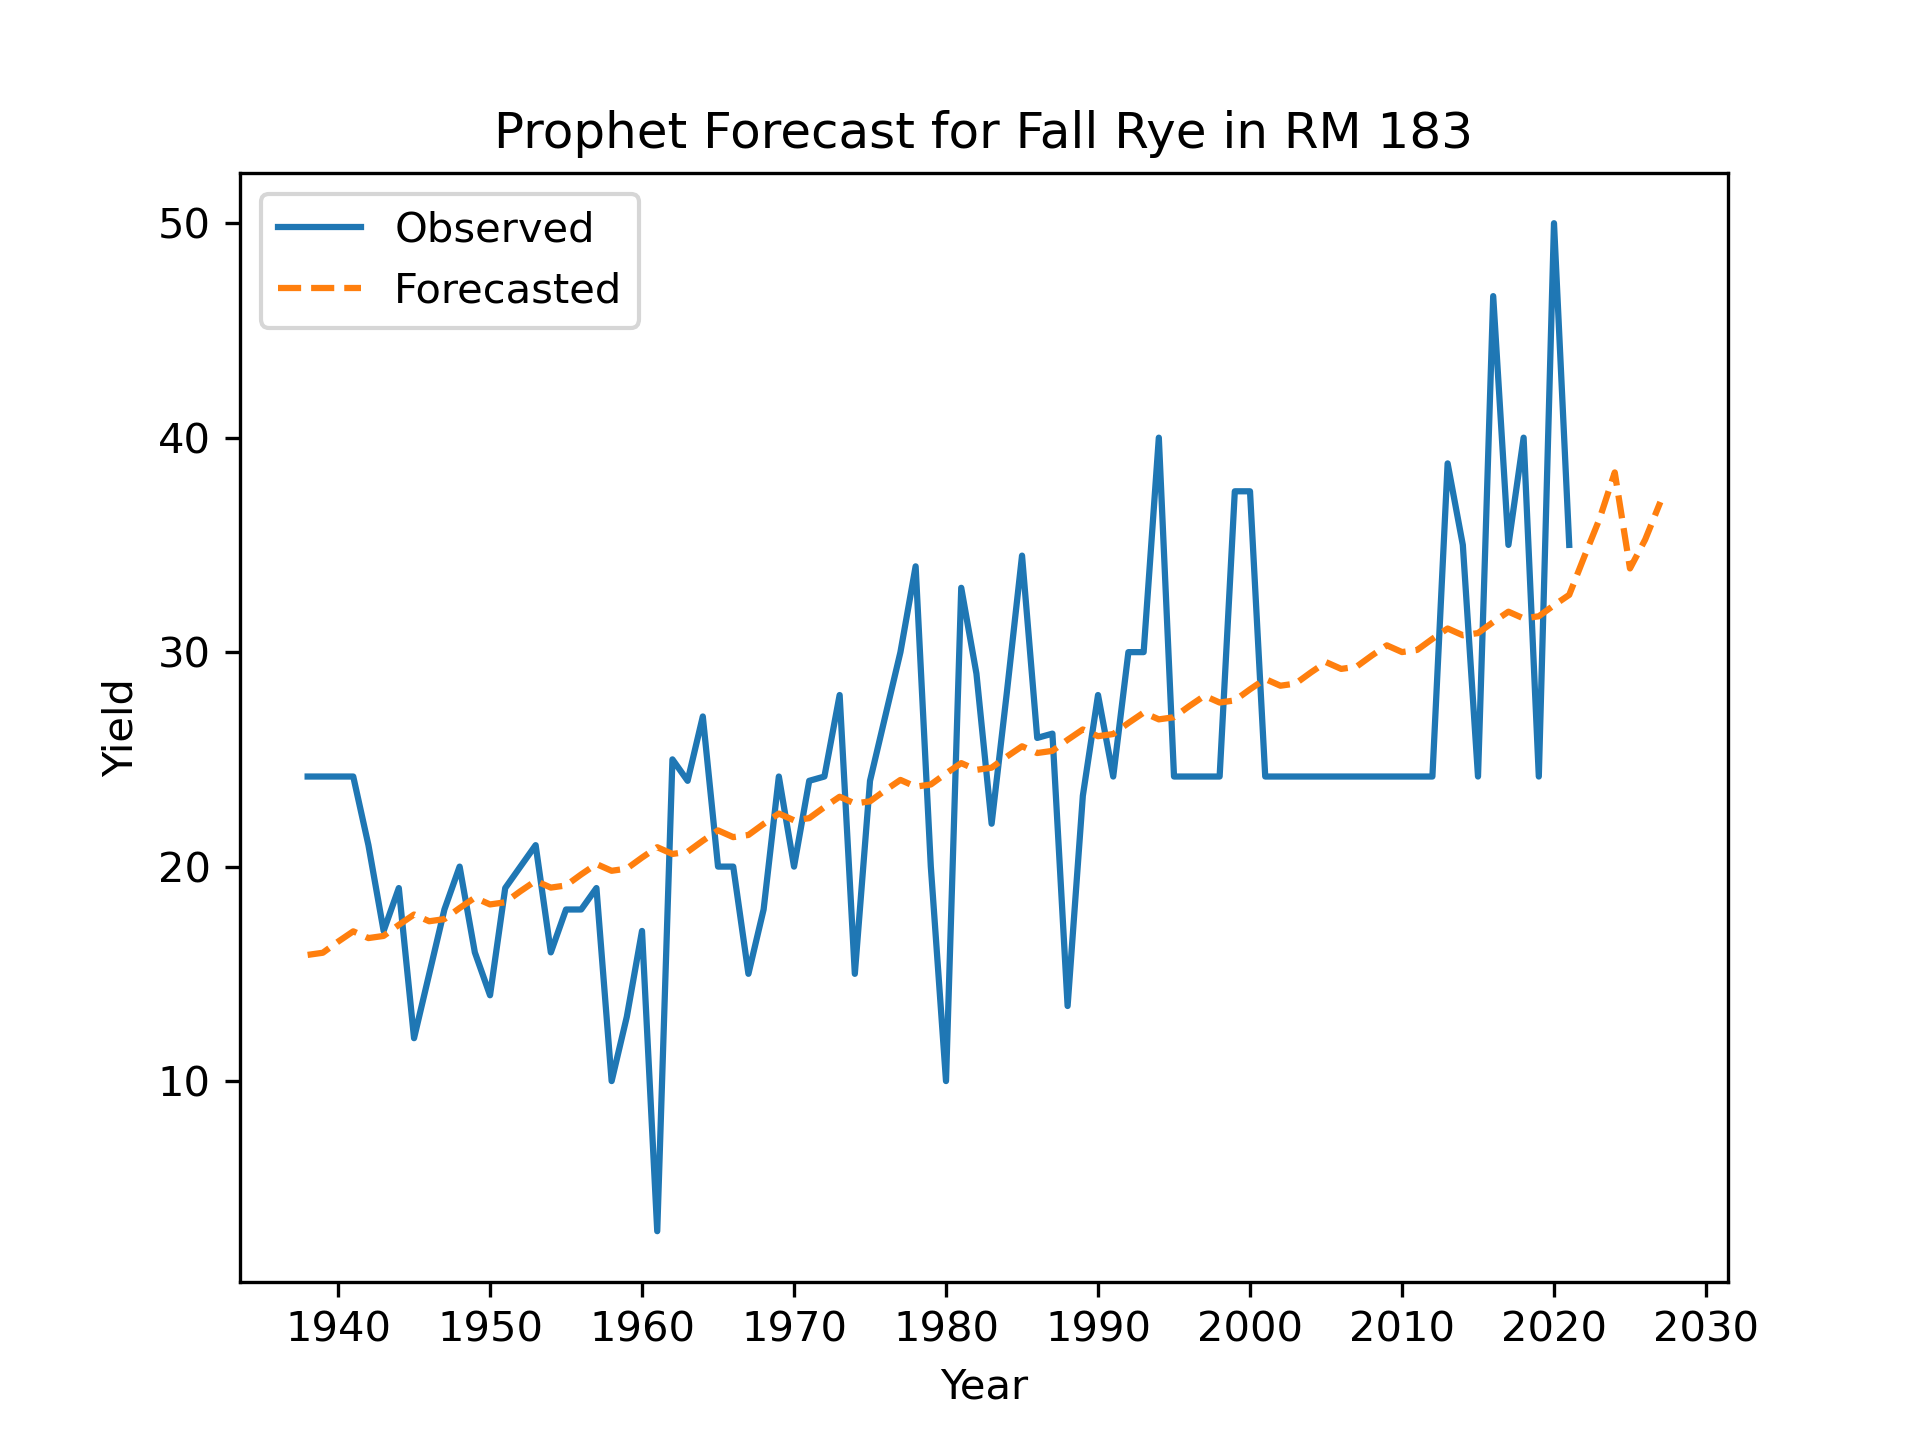 Prophet Forecast for Fall Rye in RM 183
Observed
Forecasted
50
40
30
20
10
Yield
1940 1950 1960 1970 1980 1990 2000 2010 2020 2030
Year